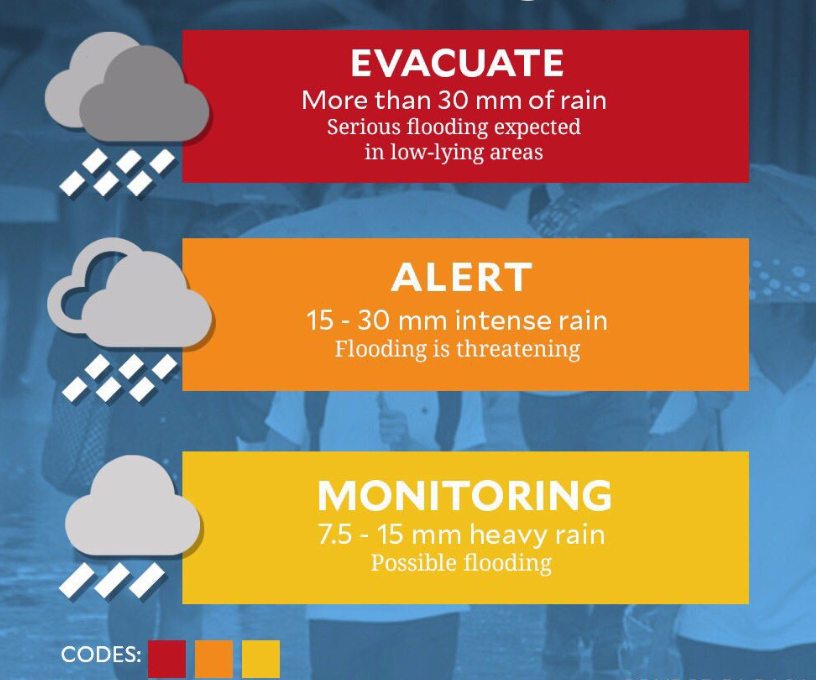 EVACUATE
More than 30 mm of rain
Serious flooding expected
in low-lying areas
ALERT
15 - 30 mm intense rain
Flooding is threatening
MONITORING
7.5 - 15 mm heavy rain
Possible flooding
CODES: